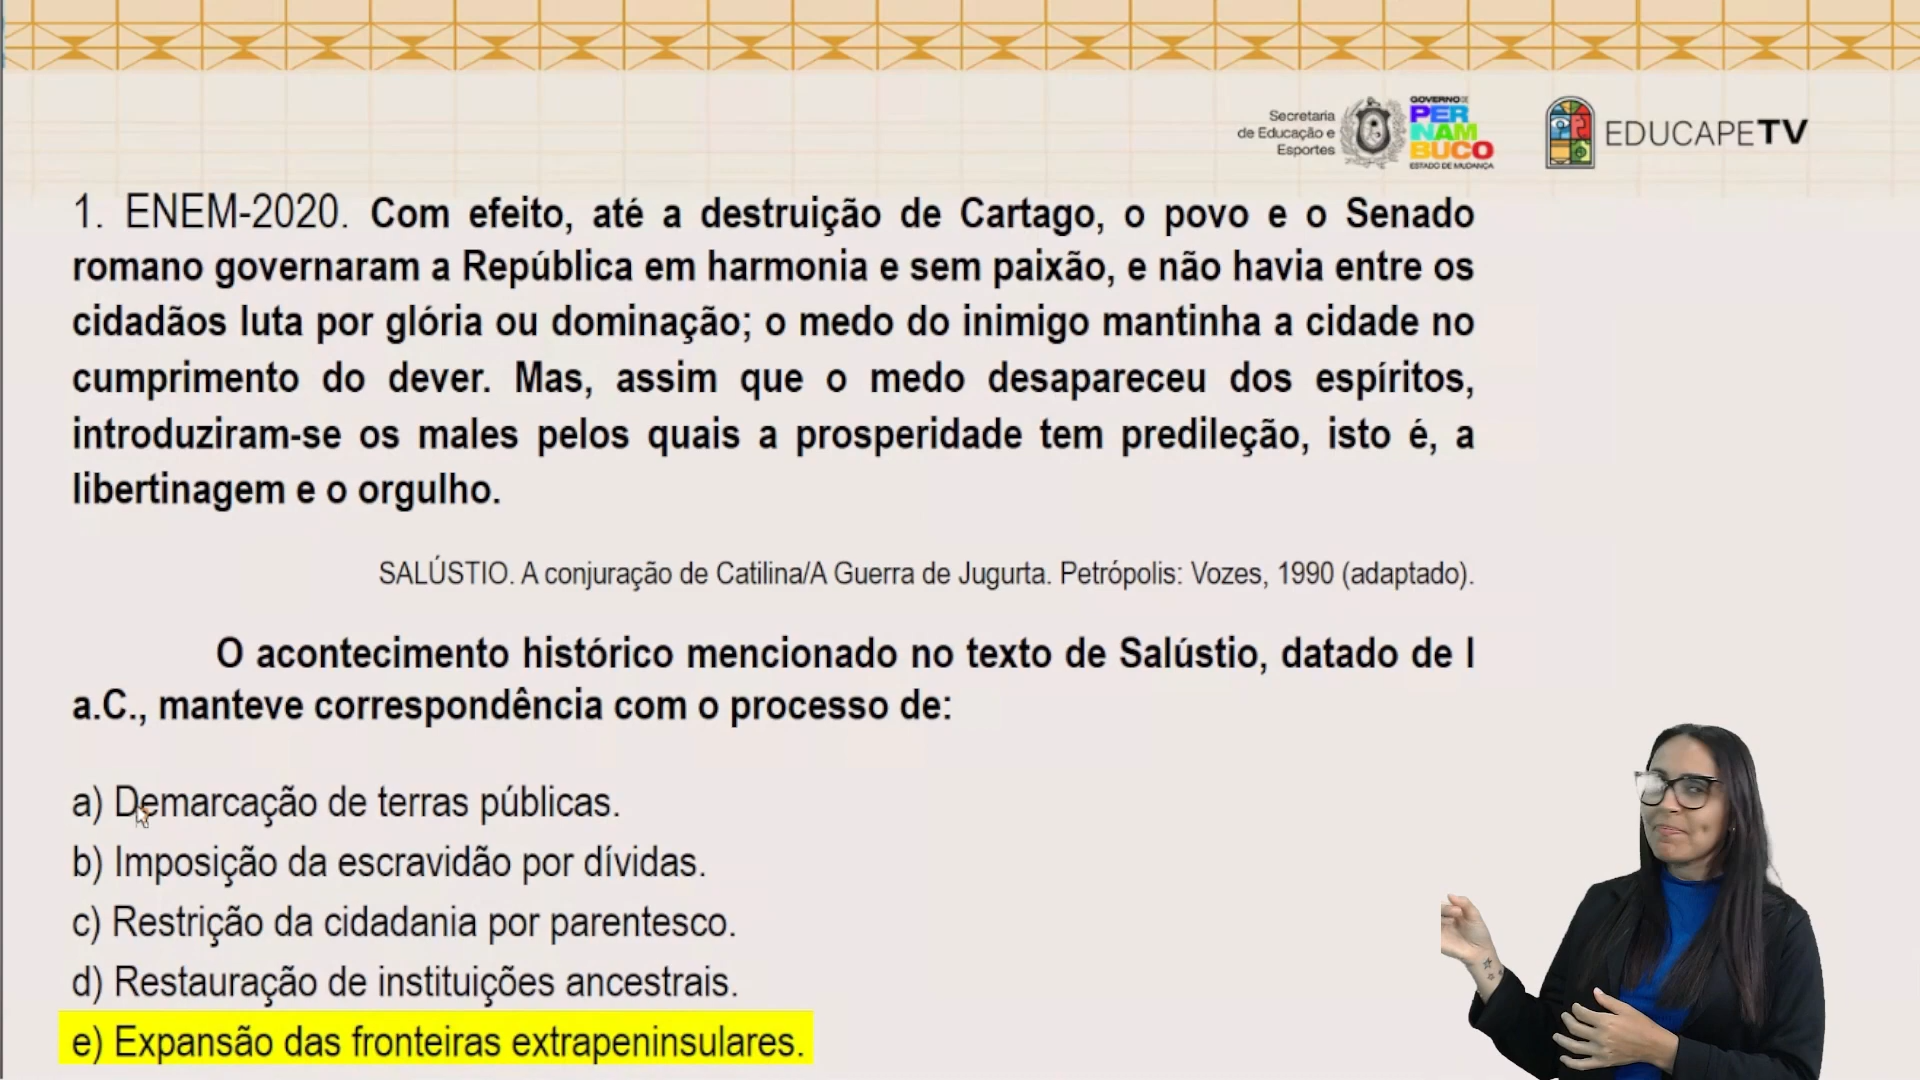 Secretaria
de Educação e
Esportes
GOVERNO DE
PER
NAM
BUCO
ESTADO DE MUDANÇA
EDUCAPETV
1. ENEM-2020. Com efeito, até a destruição de Cartago, o povo e o Senado
romano governaram a República em harmonia e sem paixão, e não havia entre os
cidadãos luta por glória ou dominação; o medo do inimigo mantinha a cidade no
cumprimento do dever. Mas, assim que o medo desapareceu dos espíritos,
introduziram-se os males pelos quais a prosperidade tem predileção, isto é, a
libertinagem e o orgulho.
SALÚSTIO. A conjuração de Catilina/A Guerra de Jugurta. Petrópolis: Vozes, 1990 (adaptado).
O acontecimento histórico mencionado no texto de Salústio, datado de I
a.C., manteve correspondência com o processo de:
a) Demarcação de terras públicas.
b) Imposição da escravidão por dívidas.
c) Restrição da cidadania por parentesco.
d) Restauração de instituições ancestrais.
e) Expansão das fronteiras extrapeninsulares.